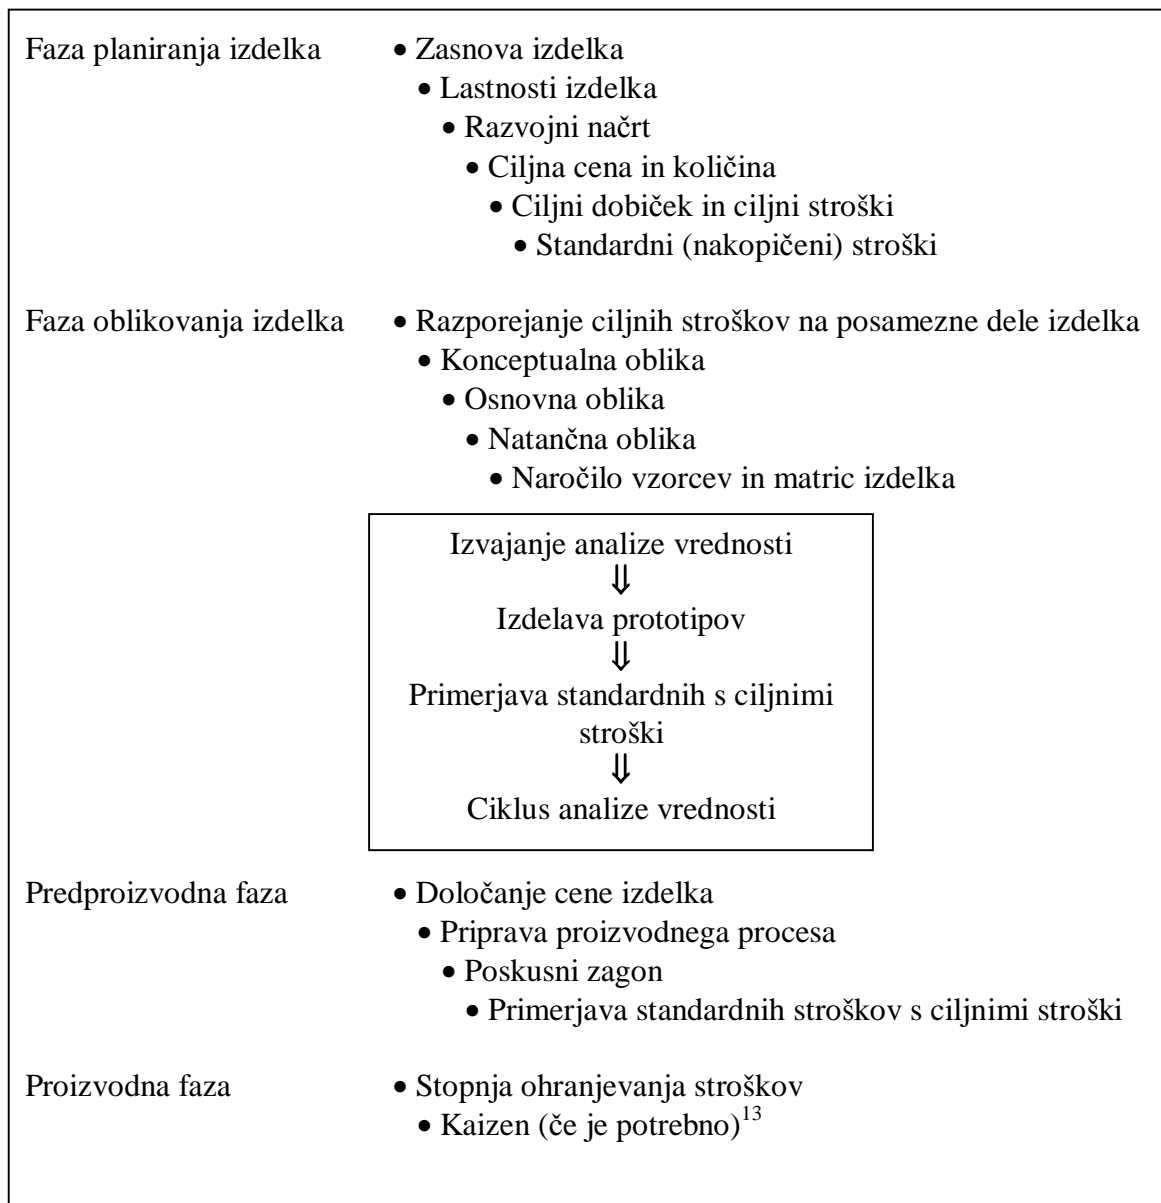 Faza planiranja izdelka • Zasnova izdelka
• Lastnosti izdelka
• Razvojni načrt
• Ciljna cena in količina
• Ciljni dobiček in ciljni stroški
• Standardni (nakopičeni) stroški
Faza oblikovanja izdelka • Razporejanje ciljnih stroškov na posamezne dele izdelka
• Konceptualna oblika
• Osnovna oblika
• Natančna oblika
• Naročilo vzorcev in matric izdelka
Izvajanje analize vrednosti
⇓
Izdelava prototipov
⇓
Primerjava standardnih s ciljnimi
stroški
⇓
Ciklus analize vrednosti
Predproizvodna faza • Določanje cene izdelka
• Priprava proizvodnega procesa
• Poskusni zagon
• Primerjava standardnih stroškov s ciljnimi stroški
Proizvodna faza • Stopnja ohranjevanja stroškov
• Kaizen (če je potrebno)¹³